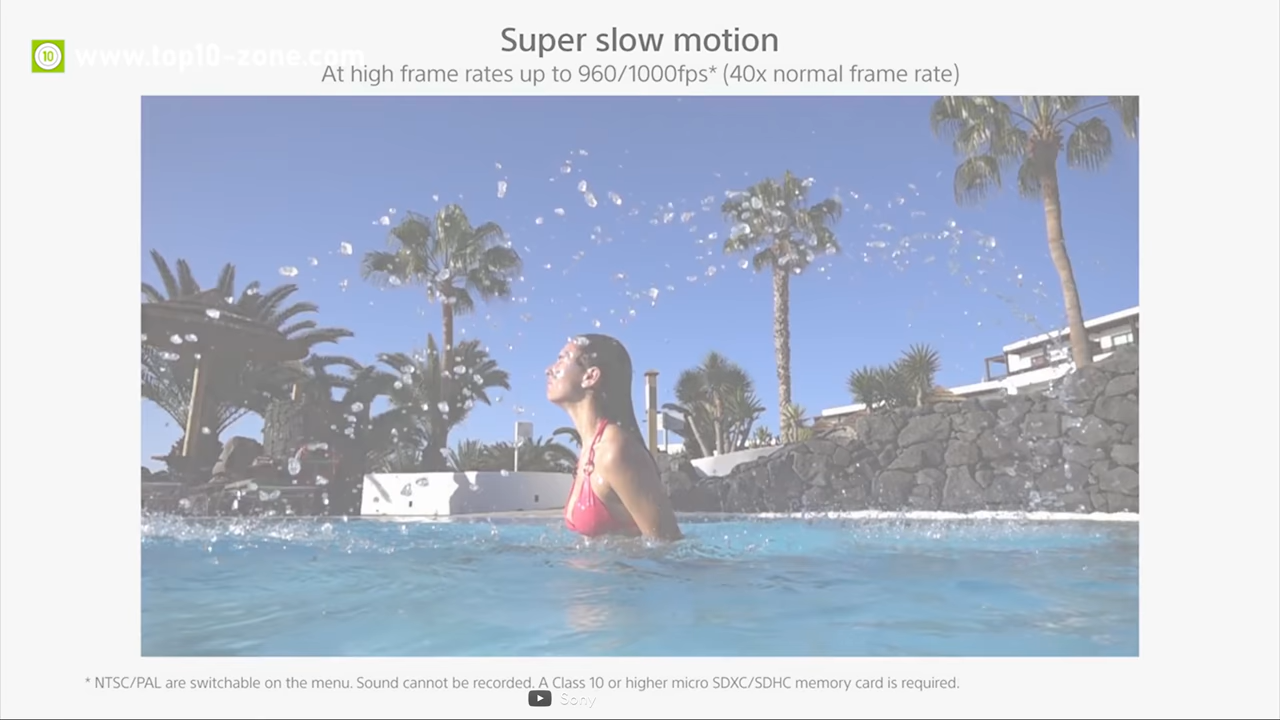 Super slow motion
10 www.top10-zone.com
At high frame rates up to 960/1000fps* (40x normal frame rate)
* NTSC/PAL are switchable on the menu. Sound cannot be recorded. A Class 10 or higher micro SDXC/SDHC memory card is required.
Sony